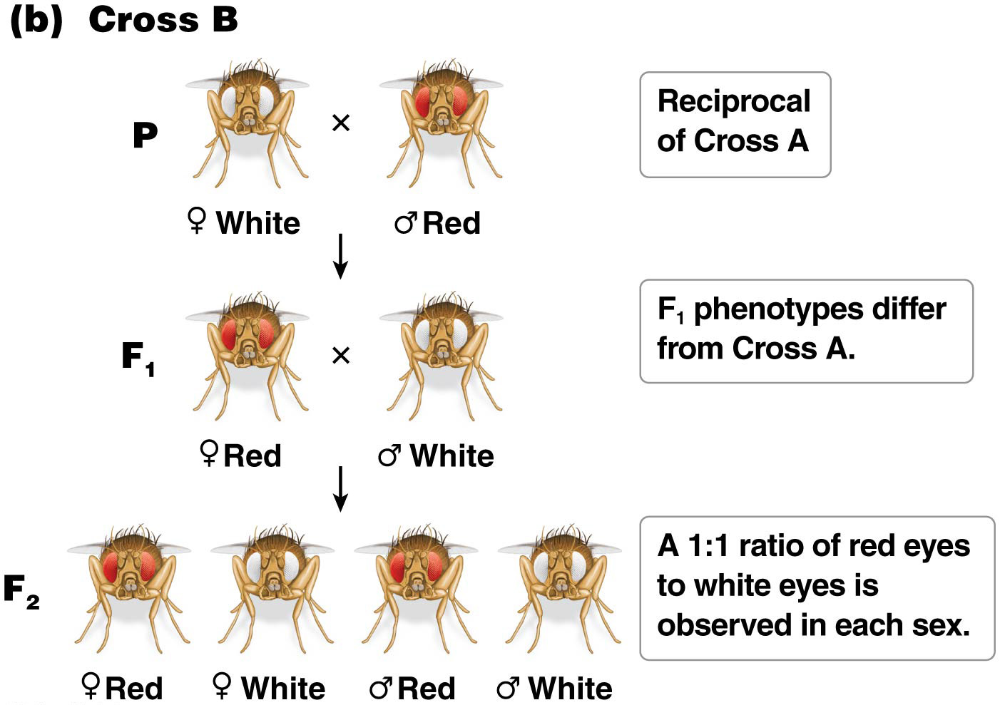 (b) Cross B
P
×
♀ White
♂ Red
Reciprocal
of Cross A
F₁
×
♀ Red
♂ White
F₁ phenotypes differ
from Cross A.
F₂
♀ Red
♀ White
♂ Red
♂ White
A 1:1 ratio of red eyes
to white eyes is
observed in each sex.